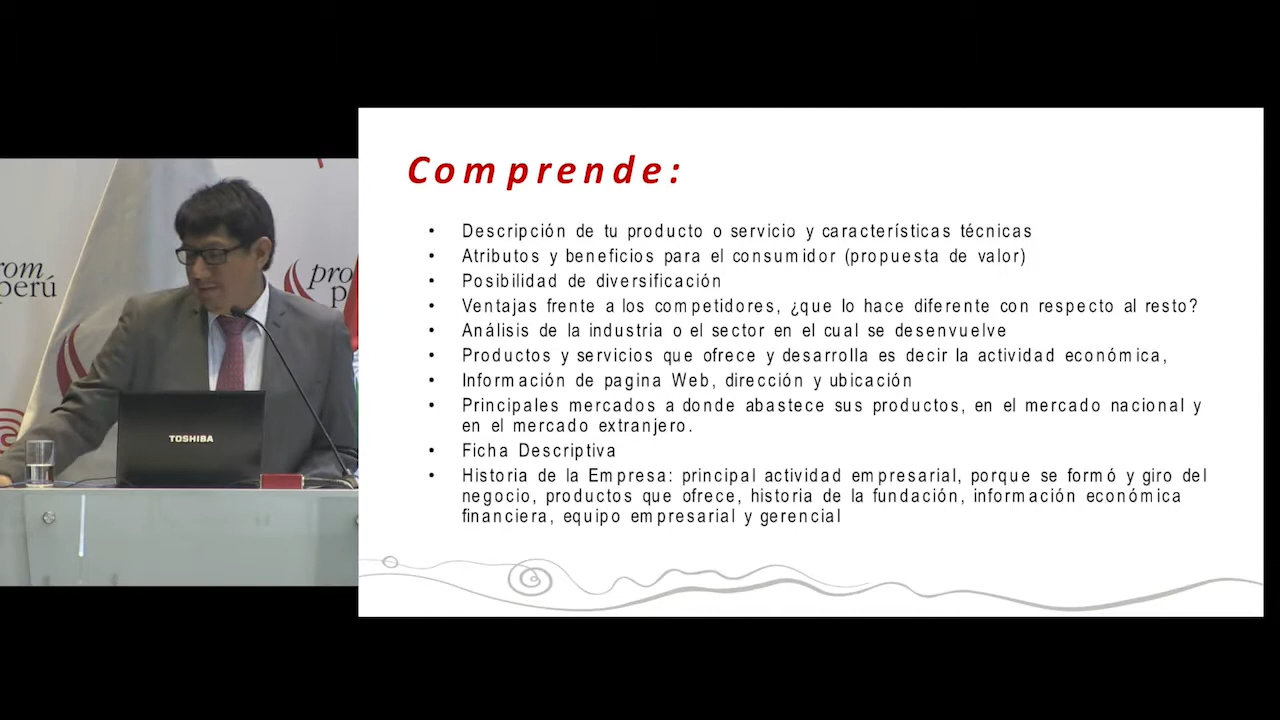 Comprende:
• Descripción de tu producto o servicio y características técnicas
• Atributos y beneficios para el consumidor (propuesta de valor)
• Posibilidad de diversificación
• Ventajas frente a los competidores, ¿que lo hace diferente con respecto al resto?
• Análisis de la industria o el sector en el cual se desenvuelve
• Productos y servicios que ofrece y desarrolla es decir la actividad económica,
• Información de pagina Web, dirección y ubicación
• Principales mercados a donde abastece sus productos, en el mercado nacional y
en el mercado extranjero.
• Ficha Descriptiva
• Historia de la Empresa: principal actividad empresarial, porque se formó y giro del
negocio, productos que ofrece, historia de la fundación, información económica
financiera, equipo empresarial y gerencial
rom
perú
pro
p
TOSHIBA